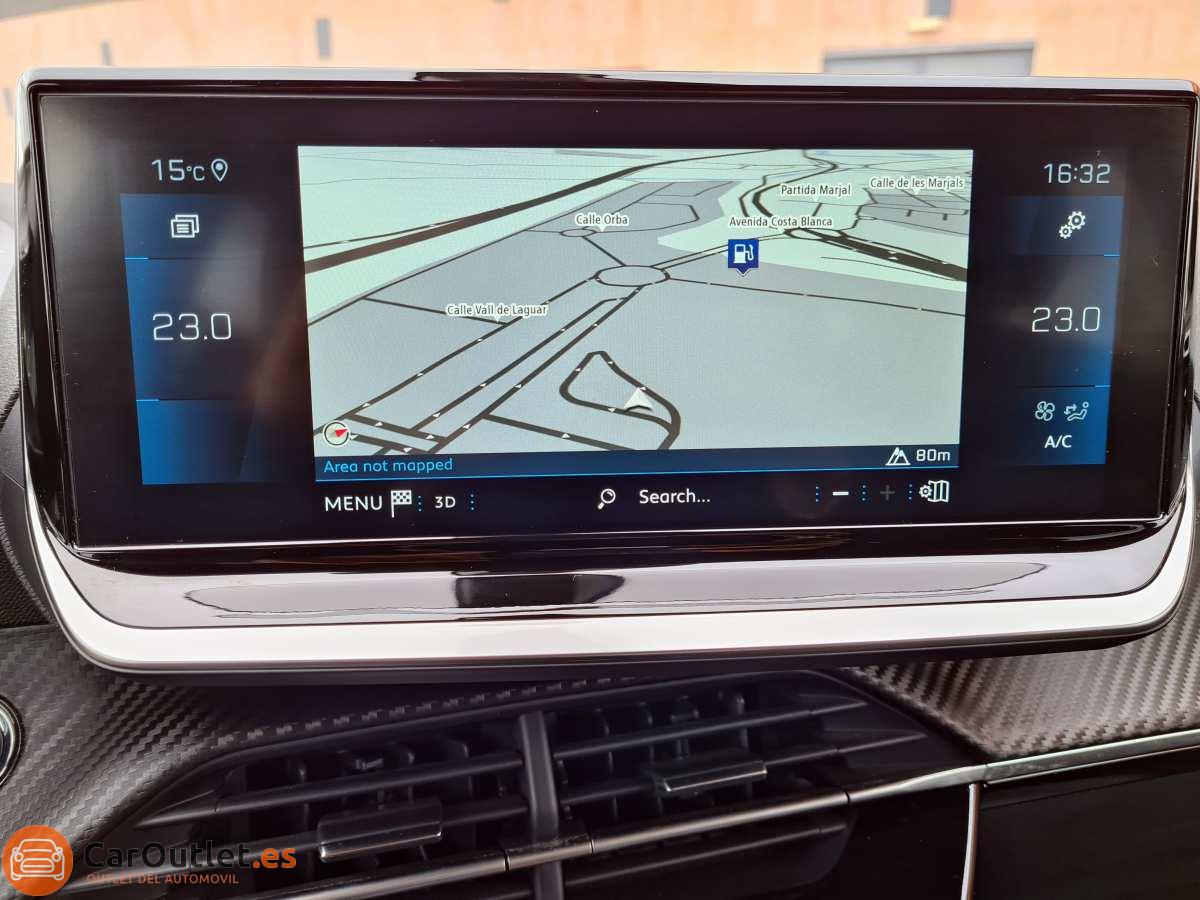 15°C
16:32
Partida Marjal
Calle de les Marjals
Calle Orba
Avenida Costa Blanca
Calle Vall de Laguar
23.0
23.0
A/C
Area not mapped
80m
MENU
3D
Search...
CarOutlet.es
OUTLET DEL AUTOMOVIL